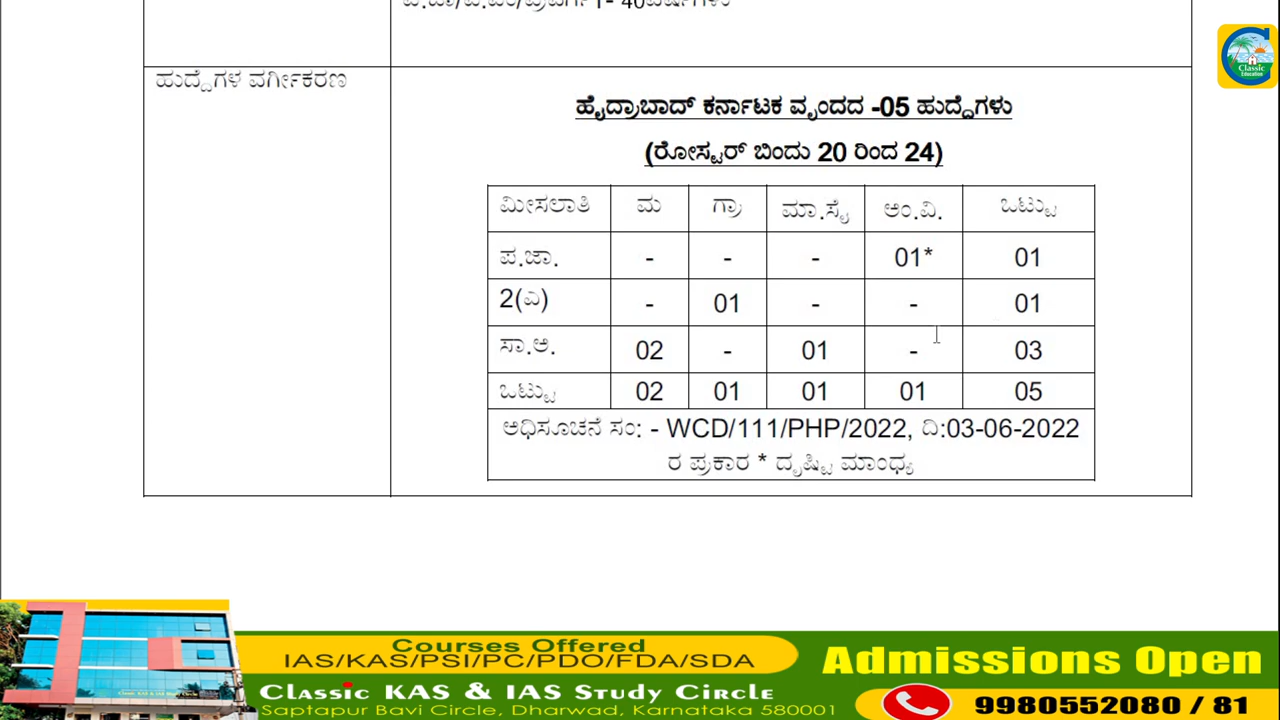 ಹುದ್ದೆಗಳ ವರ್ಗೀಕರಣ
ಹೈದ್ರಾಬಾದ್ ಕರ್ನಾಟಕ ವೃಂದದ -05 ಹುದ್ದೆಗಳು
(ರೋಸ್ಟರ್ ಬಿಂದು 20 ರಿಂದ 24)
ಮೀಸಲಾತಿ ಮ ಗ್ರಾ ಮಾ.ಸೈ ಅಂ.ವಿ. ಒಟ್ಟು
ಪ.ಜಾ. - - - 01* 01
2(ಎ) - 01 - - 01
ಸಾ.ಅ. 02 - 01 - 03
ಒಟ್ಟು 02 01 01 01 05
ಅಧಿಸೂಚನೆ ಸಂ: - WCD/111/PHP/2022, ದಿ:03-06-2022
ರ ಪ್ರಕಾರ * ದೃಷ್ಟಿ ಮಾಂಧ್ಯ
Classic
Education
Courses Offered
IAS/KAS/PSI/PC/PDO/FDA/SDA
Classic KAS & IAS Study Circle
Saptapur Bavi Circle, Dharwad, Karnataka 580001
Admissions Open
9980552080 / 81